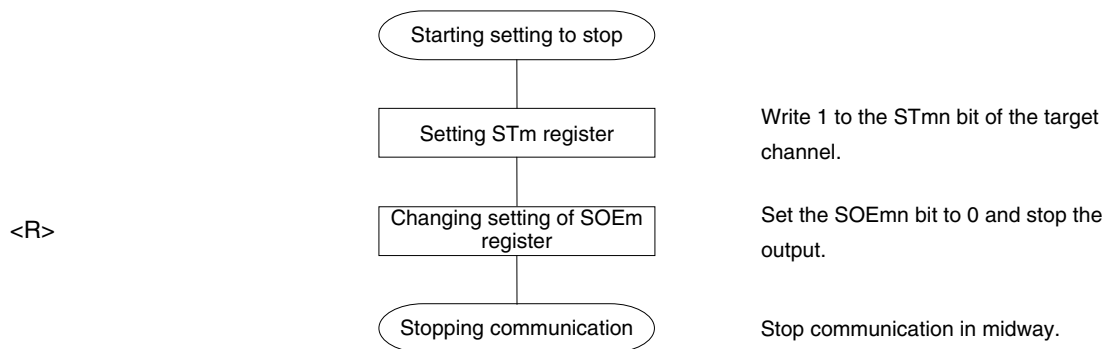 Starting setting to stop
Setting STm register
Write 1 to the STmn bit of the target
channel.
<R>
Changing setting of SOEm
register
Set the SOEmn bit to 0 and stop the
output.
Stopping communication
Stop communication in midway.